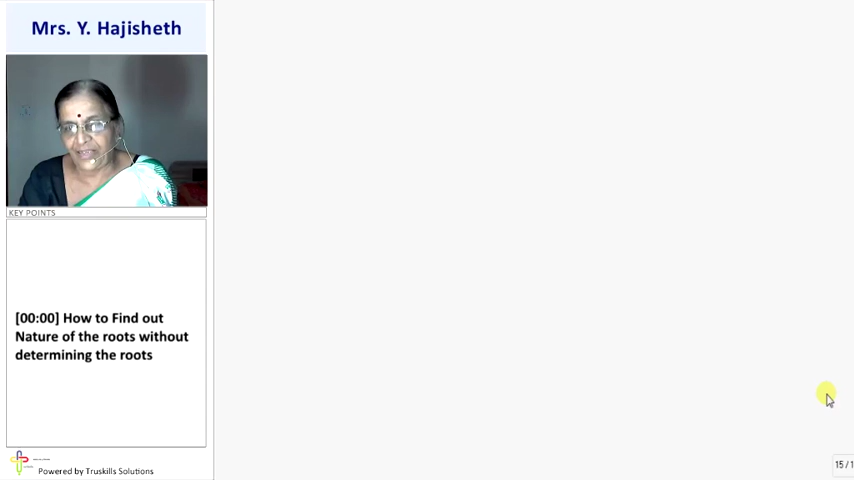 Mrs. Y. Hajisheth
KEY POINTS
[00:00] How to Find out
Nature of the roots without
determining the roots
Powered by Truskills Solutions
15 / 1